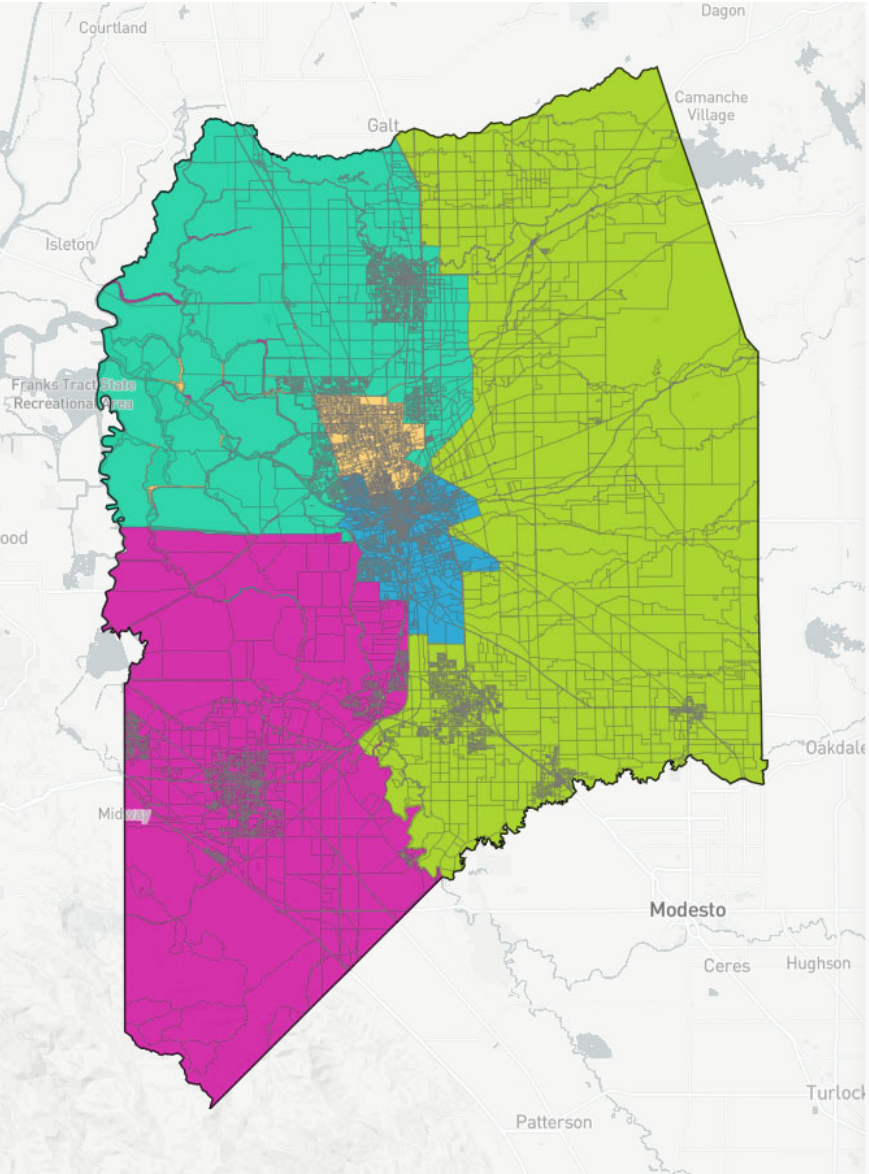 Dagon
Courtland
Camanche
Village
Galt
Isleton
Franks Tract State
Recreational Area
ood
Oakdale
Midway
Modesto
Ceres
Hughson
Turlock
Patterson